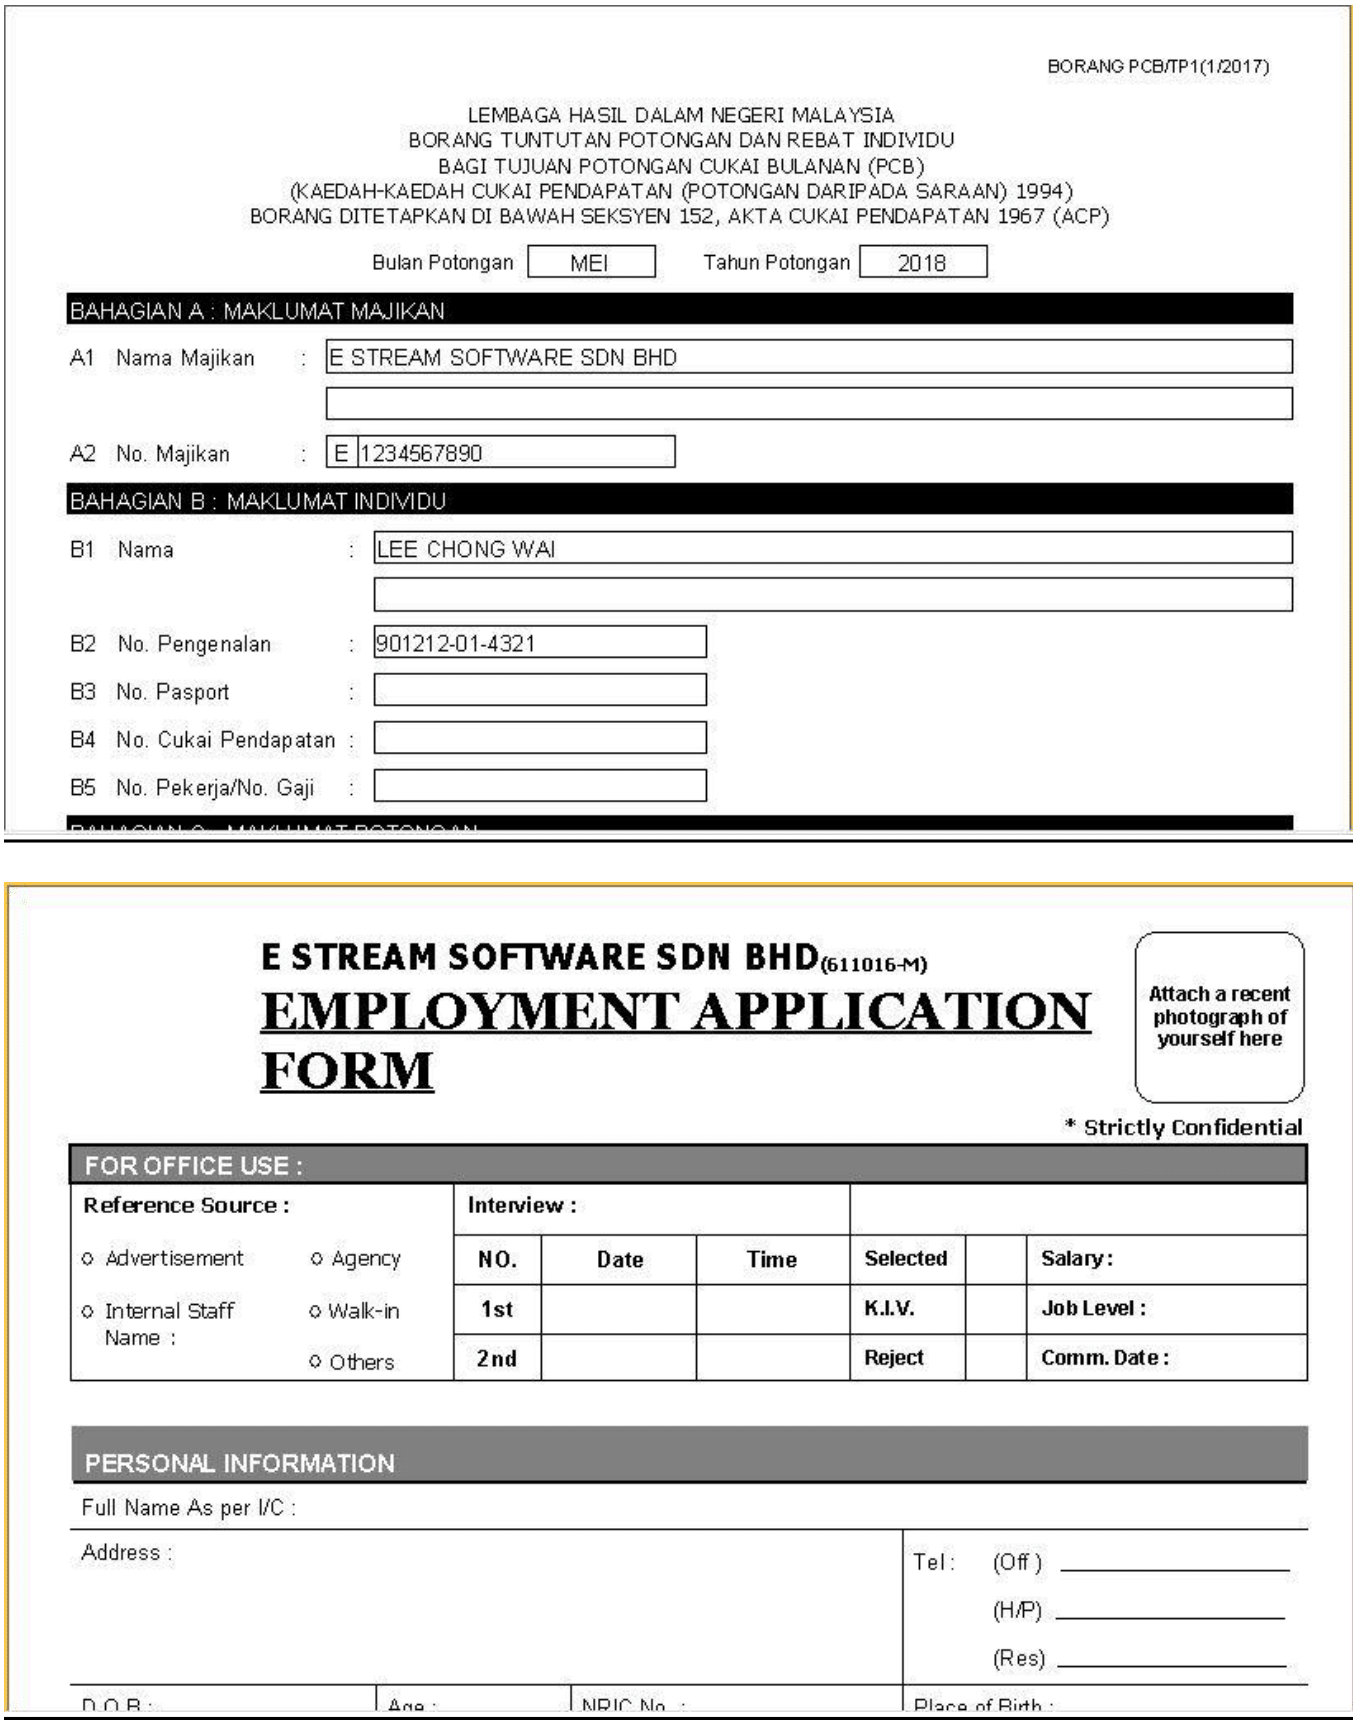 BORANG PCB/TP1(1/2017)
LEMBAGA HASIL DALAM NEGERI MALAYSIA
BORANG TUNTUTAN POTONGAN DAN REBAT INDIVIDU
BAGI TUJUAN POTONGAN CUKAI BULANAN (PCB)
(KAEDAH-KAEDAH CUKAI PENDAPATAN (POTONGAN DARIPADA SARAAN) 1994)
BORANG DITETAPKAN DI BAWAH SEKSYEN 152, AKTA CUKAI PENDAPATAN 1967 (ACP)
Bulan Potongan MEI Tahun Potongan 2018
BAHAGIAN A : MAKLUMAT MAJIKAN
A1 Nama Majikan : E STREAM SOFTWARE SDN BHD
A2 No. Majikan : E 1234567890
BAHAGIAN B : MAKLUMAT INDIVIDU
B1 Nama : LEE CHONG WAI
B2 No. Pengenalan : 901212-01-4321
B3 No. Pasport :
B4 No. Cukai Pendapatan :
B5 No. Pekerja/No. Gaji :
BAHAGIAN C : MAKLUMAT POTONGAN
E STREAM SOFTWARE SDN BHD(611016-M)
EMPLOYMENT APPLICATION
FORM
Attach a recent
photograph of
yourself here
* Strictly Confidential
FOR OFFICE USE :
Reference Source : Interview :
o Advertisement o Agency NO. Date Time Selected Salary :
o Internal Staff o Walk-in 1st K.I.V. Job Level :
Name :
o Others 2nd Reject Comm. Date :
PERSONAL INFORMATION
Full Name As per I/C :
Address :
Tel : (Off )
(H/P)
(Res)
D.O.B : Age : NRIC No. : Place of Birth :